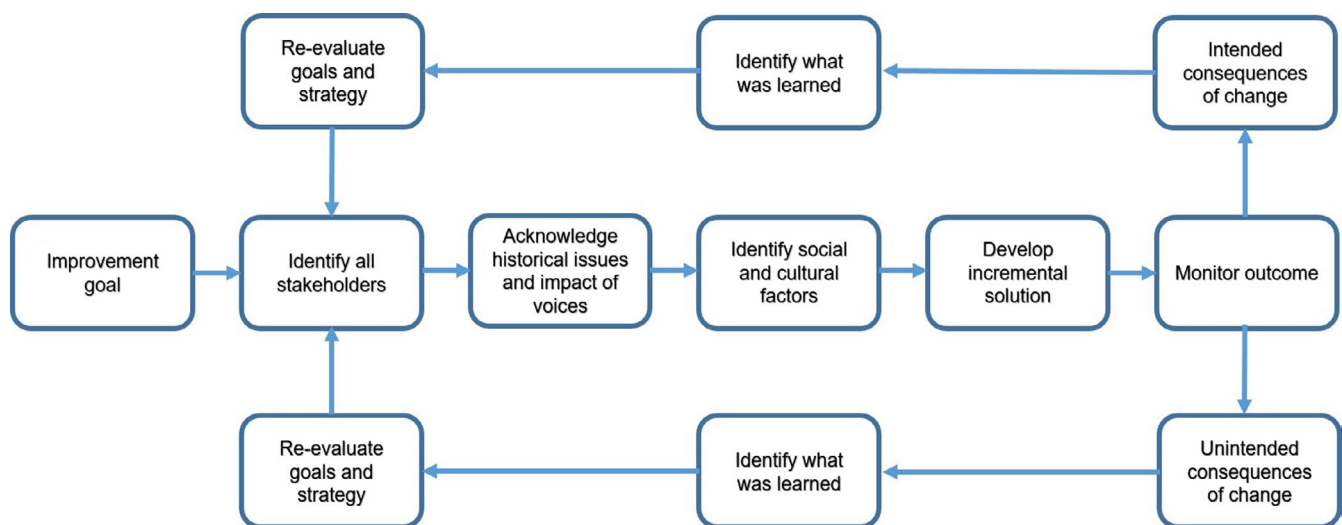 Re-evaluate
goals and
strategy
Identify what
was learned
Intended
consequences
of change
Improvement
goal
Identify all
stakeholders
Acknowledge
historical issues
and impact of
voices
Identify social
and cultural
factors
Develop
incremental
solution
Monitor outcome
Re-evaluate
goals and
strategy
Identify what
was learned
Unintended
consequences
of change